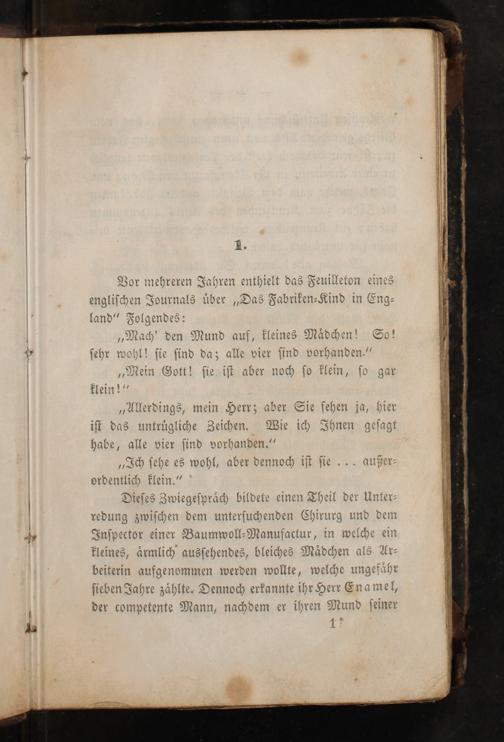 1.
Vor mehreren Jahren enthielt das Feuilleton eines
englischen Journals über „Das Fabriken-Kind in Eng-
land“ Folgendes:
„Mach' den Mund auf, kleines Mädchen! So!
sehr wohl! sie sind da; alle vier sind vorhanden.“
„Mein Gott! sie ist aber noch so klein, so gar
klein!“
„Allerdings, mein Herr; aber Sie sehen ja, hier
ist das untrügliche Zeichen. Wie ich Ihnen gesagt
habe, alle vier sind vorhanden.“
„Ich sehe es wohl, aber dennoch ist sie ... außer-
ordentlich klein.“
Dieses Zwiegespräch bildete einen Theil der Unter-
redung zwischen dem untersuchenden Chirurg und dem
Inspector einer Baumwoll-Manufactur, in welche ein
kleines, ärmlich aussehendes, bleiches Mädchen als Ar-
beiterin aufgenommen werden wollte, welche ungefähr
sieben Jahre zählte. Dennoch erkannte ihr Herr Enamel,
der competente Mann, nachdem er ihren Mund seiner
1*